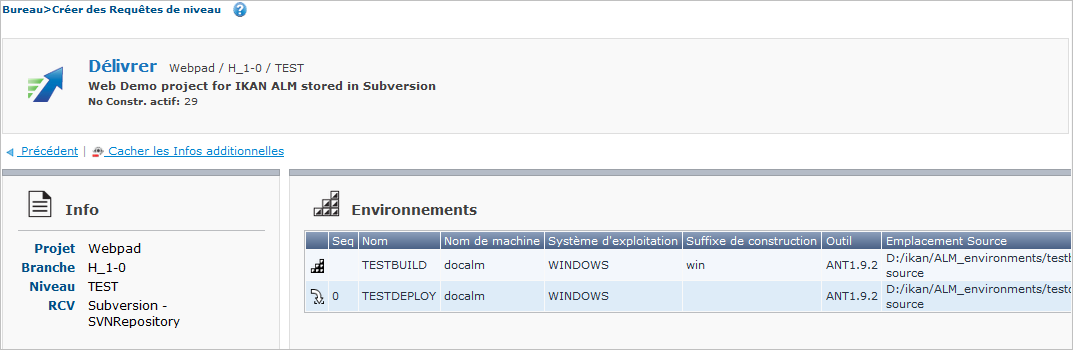 Bureau>Créer des Requêtes de niveau
Délivrer Webpad / H_1-0 / TEST
Web Demo project for IKAN ALM stored in Subversion
No Constr. actif: 29
Précédent | Cacher les Infos additionnelles
Info
Projet Webpad
Branche H_1-0
Niveau TEST
RCV Subversion -
SVNRepository
Environnements
Seq Nom Nom de machine Système d'exploitation Suffixe de construction Outil Emplacement Source
TESTBUILD docalm WINDOWS win ANT1.9.2 D:/ikan/ALM_environments/testb
source
0 TESTDEPLOY docalm WINDOWS ANT1.9.2 D:/ikan/ALM_environments/testd
source